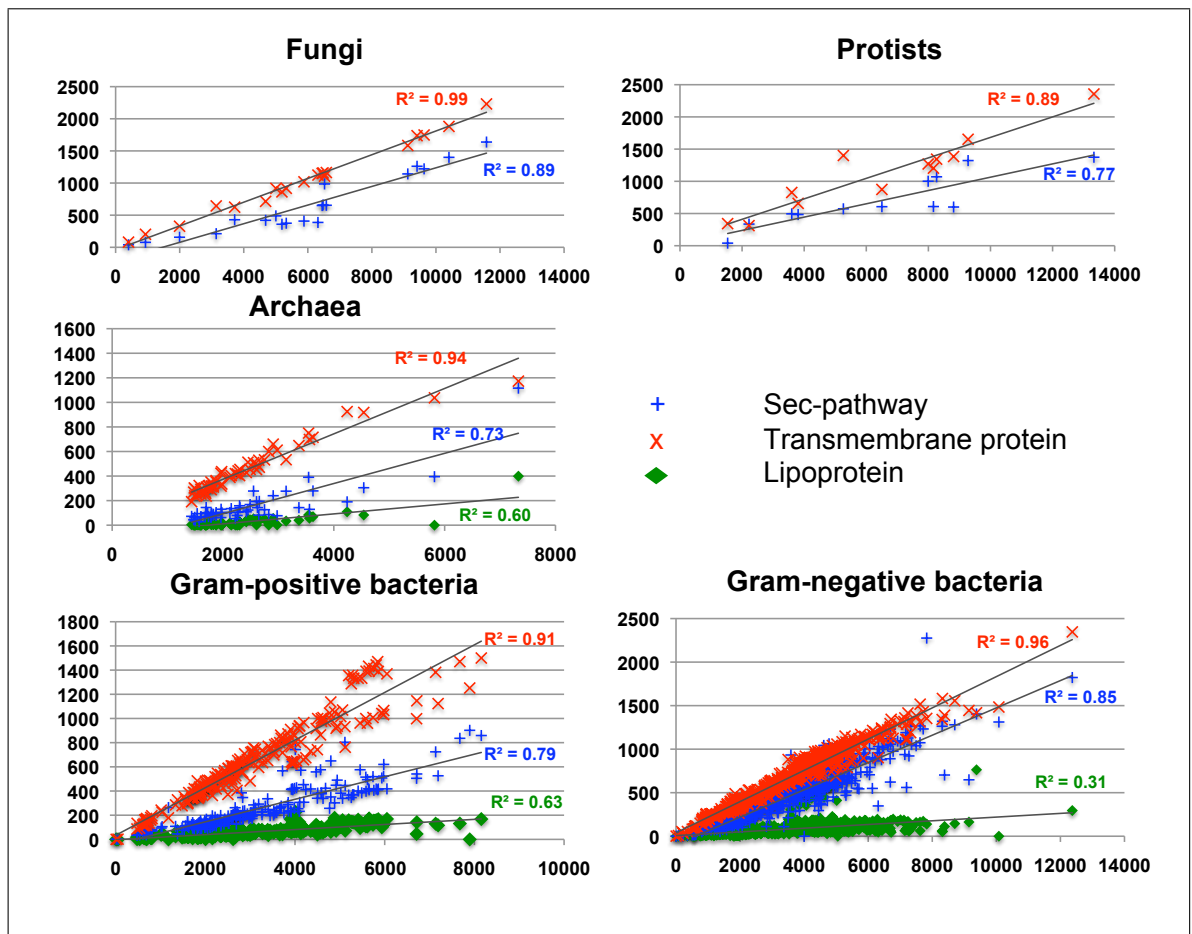 Fungi
2500
2000
1500
1000
500
0
R² = 0.99
R² = 0.89
0 2000 4000 6000 8000 10000 12000 14000
Protists
2500
2000
1500
1000
500
0
R² = 0.89
R² = 0.77
0 2000 4000 6000 8000 10000 12000 14000
Archaea
1600
1400
1200
1000
800
600
400
200
0
R² = 0.94
R² = 0.73
R² = 0.60
0 2000 4000 6000 8000
Sec-pathway
Transmembrane protein
Lipoprotein
Gram-positive bacteria
1800
1600
1400
1200
1000
800
600
400
200
0
R² = 0.91
R² = 0.79
R² = 0.63
0 2000 4000 6000 8000 10000
Gram-negative bacteria
2500
2000
1500
1000
500
0
R² = 0.96
R² = 0.85
R² = 0.31
0 2000 4000 6000 8000 10000 12000 14000